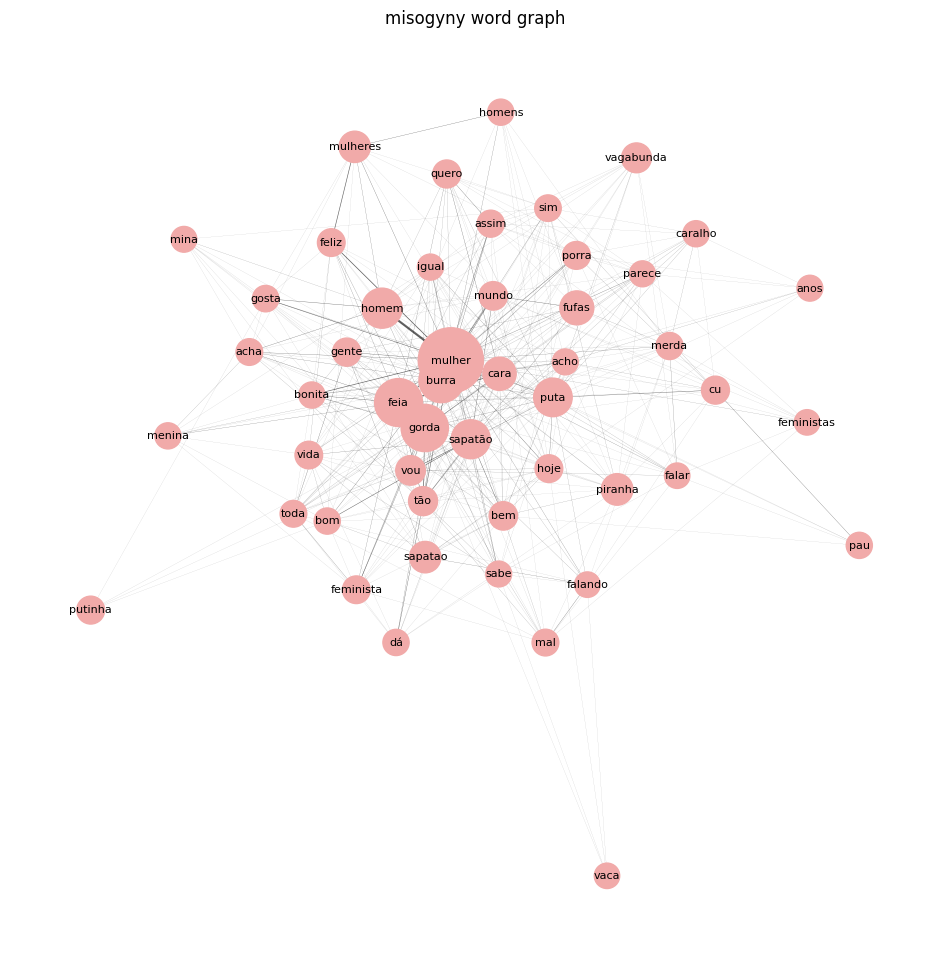 misogyny word graph
homens
mulheres
vagabunda
quero
sim
assim
caralho
mina
feliz
porra
igual
parece
anos
mundo
gosta
homem
fufas
merda
acha
gente
mulher
acho
cara
burra
cu
bonita
puta
feia
feministas
gorda
menina
sapatão
vida
hoje
vou
falar
piranha
tão
toda
bem
bom
pau
sapatao
sabe
falando
feminista
putinha
dá
mal
vaca